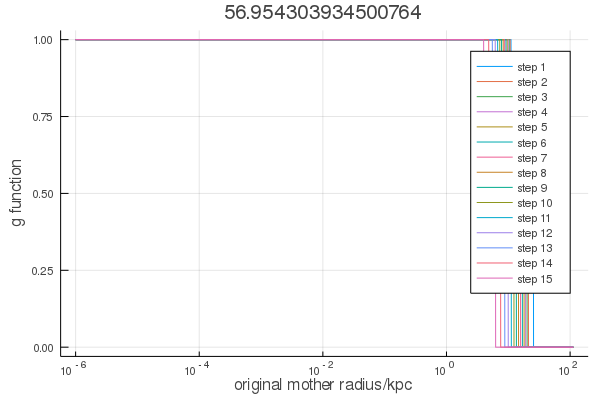 56.954303934500764
1.00
0.75
0.50
0.25
0.00
g function
step 1
step 2
step 3
step 4
step 5
step 6
step 7
step 8
step 9
step 10
step 11
step 12
step 13
step 14
step 15
10 -6
10 -4
10 -2
10 0
10 2
original mother radius/kpc